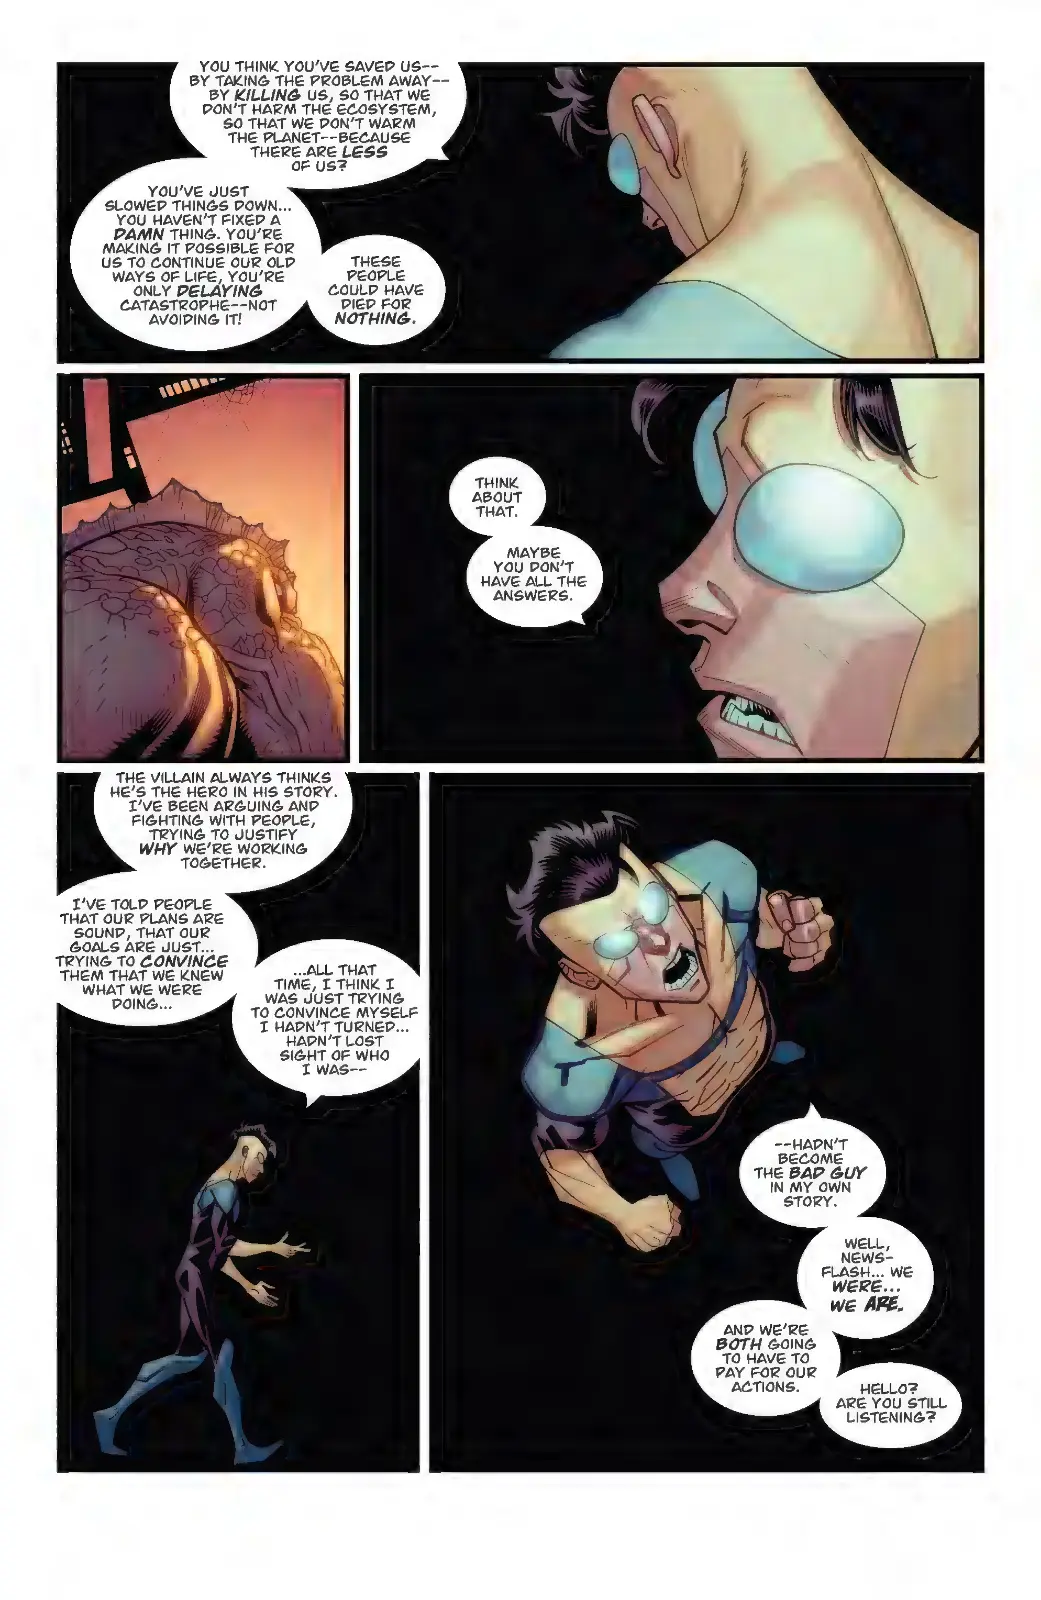 YOU THINK YOU'VE SAVED US--
BY TAKING THE PROBLEM AWAY--
BY KILLING US, SO THAT WE
DON'T HARM THE ECOSYSTEM,
SO THAT WE DON'T WARM
THE PLANET--BECAUSE
THERE ARE LESS
OF US?
YOU'VE JUST
SLOWED THINGS DOWN...
YOU HAVEN'T FIXED A
DAMN THING. YOU'RE
MAKING IT POSSIBLE FOR
US TO CONTINUE OUR OLD
WAYS OF LIFE, YOU'RE
ONLY DELAYING
CATASTROPHE--NOT
AVOIDING IT!
THESE
PEOPLE
COULD HAVE
DIED FOR
NOTHING.
THINK
ABOUT
THAT.
MAYBE
YOU DON'T
HAVE ALL THE
ANSWERS.
THE VILLAIN ALWAYS THINKS
HE'S THE HERO IN HIS STORY.
I'VE BEEN ARGUING AND
FIGHTING WITH PEOPLE,
TRYING TO JUSTIFY
WHY WE'RE WORKING
TOGETHER.
I'VE TOLD PEOPLE
THAT OUR PLANS ARE
SOUND, THAT OUR
GOALS ARE JUST...
TRYING TO CONVINCE
THEM THAT WE KNEW
WHAT WE WERE
DOING...
...ALL THAT
TIME, I THINK I
WAS JUST TRYING
TO CONVINCE MYSELF
I HADN'T TURNED...
HADN'T LOST
SIGHT OF WHO
I WAS--
--HADN'T
BECOME
THE BAD GUY
IN MY OWN
STORY.
WELL,
NEWS-
FLASH... WE
WERE...
WE ARE.
AND WE'RE
BOTH GOING
TO HAVE TO
PAY FOR OUR
ACTIONS.
HELLO?
ARE YOU STILL
LISTENING?